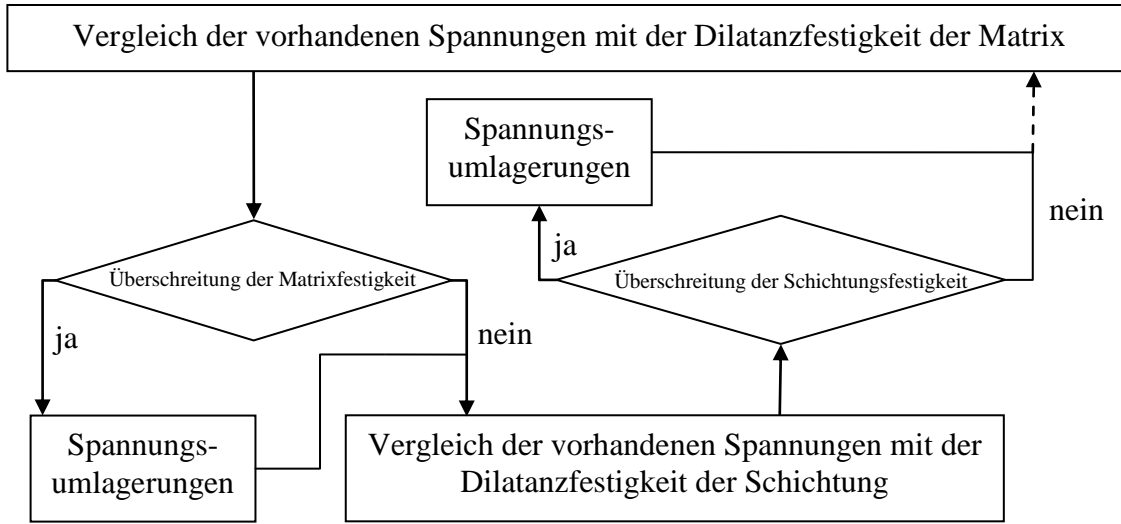 Vergleich der vorhandenen Spannungen mit der Dilatanzfestigkeit der Matrix
Spannungs-
umlagerungen
nein
ja
Überschreitung der Matrixfestigkeit
Überschreitung der Schichtungsfestigkeit
ja
nein
Spannungs-
umlagerungen
Vergleich der vorhandenen Spannungen mit der
Dilatanzfestigkeit der Schichtung